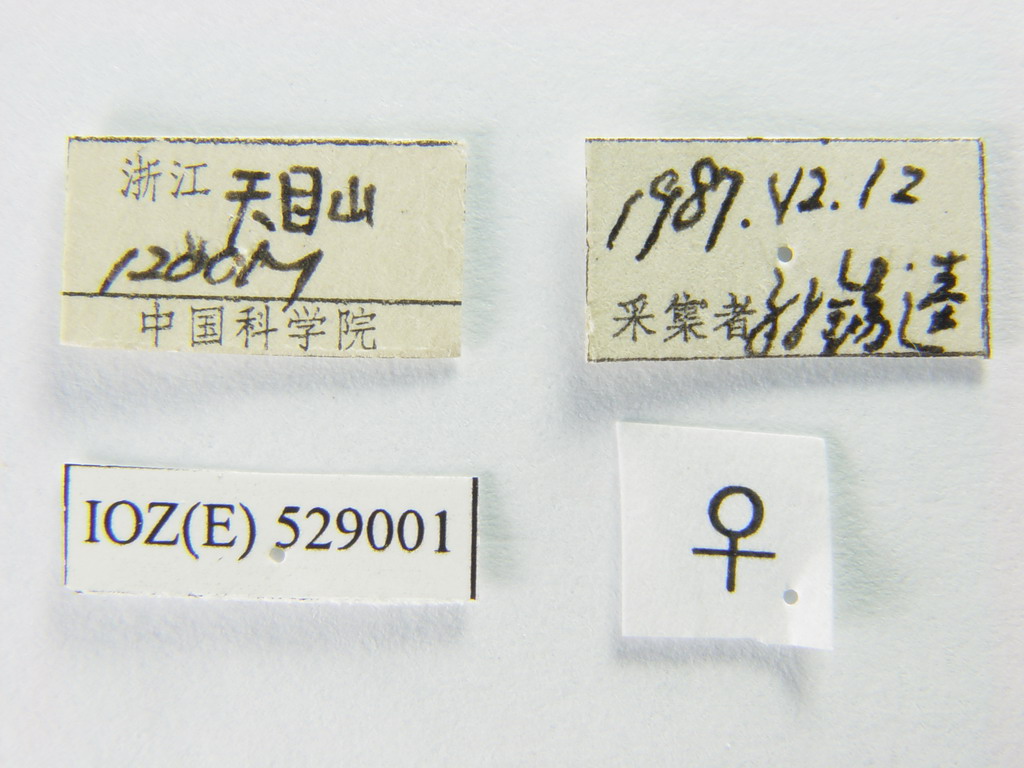 浙江 天目山
1200M
中国科学院
1987.VI.12
采集者
IOZ(E) 529001
♀